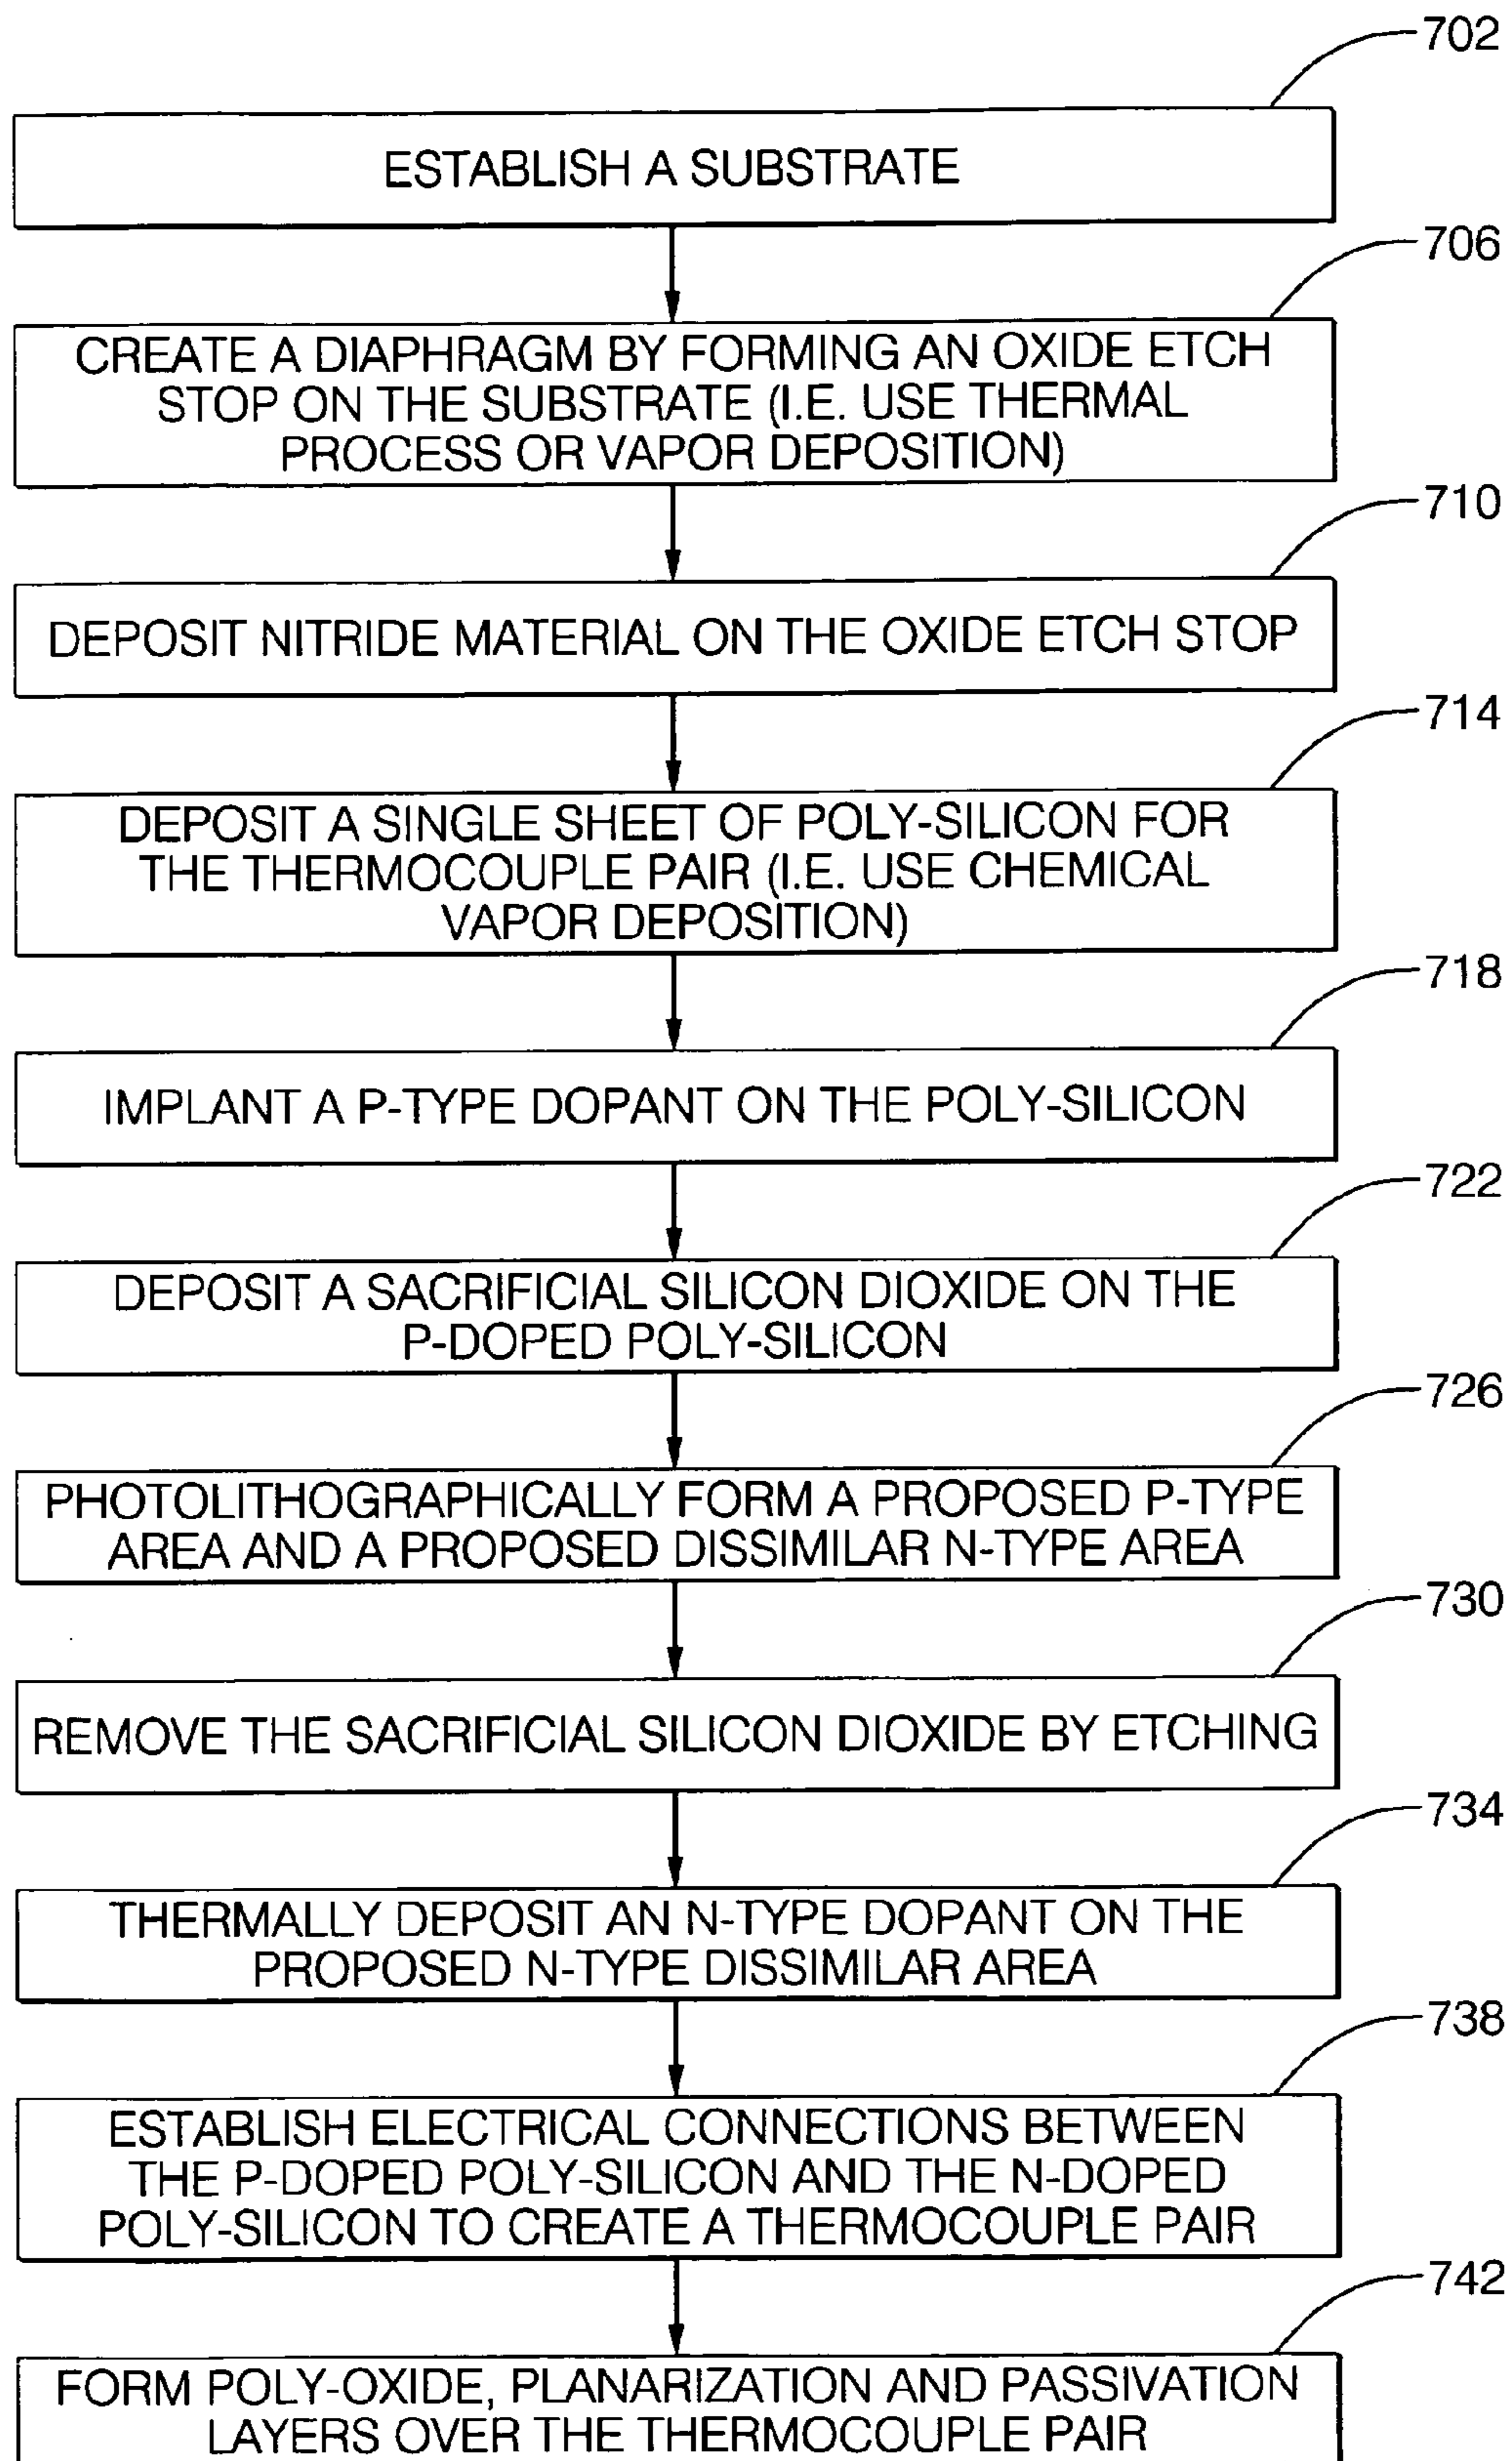 702
ESTABLISH A SUBSTRATE
706
CREATE A DIAPHRAGM BY FORMING AN OXIDE ETCH
STOP ON THE SUBSTRATE (I.E. USE THERMAL
PROCESS OR VAPOR DEPOSITION)
710
DEPOSIT NITRIDE MATERIAL ON THE OXIDE ETCH STOP
714
DEPOSIT A SINGLE SHEET OF POLY-SILICON FOR
THE THERMOCOUPLE PAIR (I.E. USE CHEMICAL
VAPOR DEPOSITION)
718
IMPLANT A P-TYPE DOPANT ON THE POLY-SILICON
722
DEPOSIT A SACRIFICIAL SILICON DIOXIDE ON THE
P-DOPED POLY-SILICON
726
PHOTOLITHOGRAPHICALLY FORM A PROPOSED P-TYPE
AREA AND A PROPOSED DISSIMILAR N-TYPE AREA
730
REMOVE THE SACRIFICIAL SILICON DIOXIDE BY ETCHING
734
THERMALLY DEPOSIT AN N-TYPE DOPANT ON THE
PROPOSED N-TYPE DISSIMILAR AREA
738
ESTABLISH ELECTRICAL CONNECTIONS BETWEEN
THE P-DOPED POLY-SILICON AND THE N-DOPED
POLY-SILICON TO CREATE A THERMOCOUPLE PAIR
742
FORM POLY-OXIDE, PLANARIZATION AND PASSIVATION
LAYERS OVER THE THERMOCOUPLE PAIR